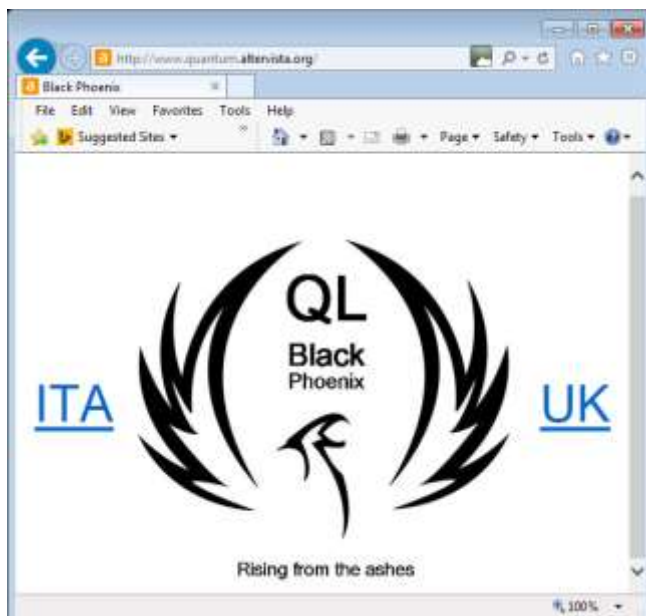 http://www.quantum.altervista.org/
Black Phoenix
File Edit View Favorites Tools Help
Suggested Sites Page Safety Tools
QL
Black
Phoenix
ITA UK
Rising from the ashes
100%